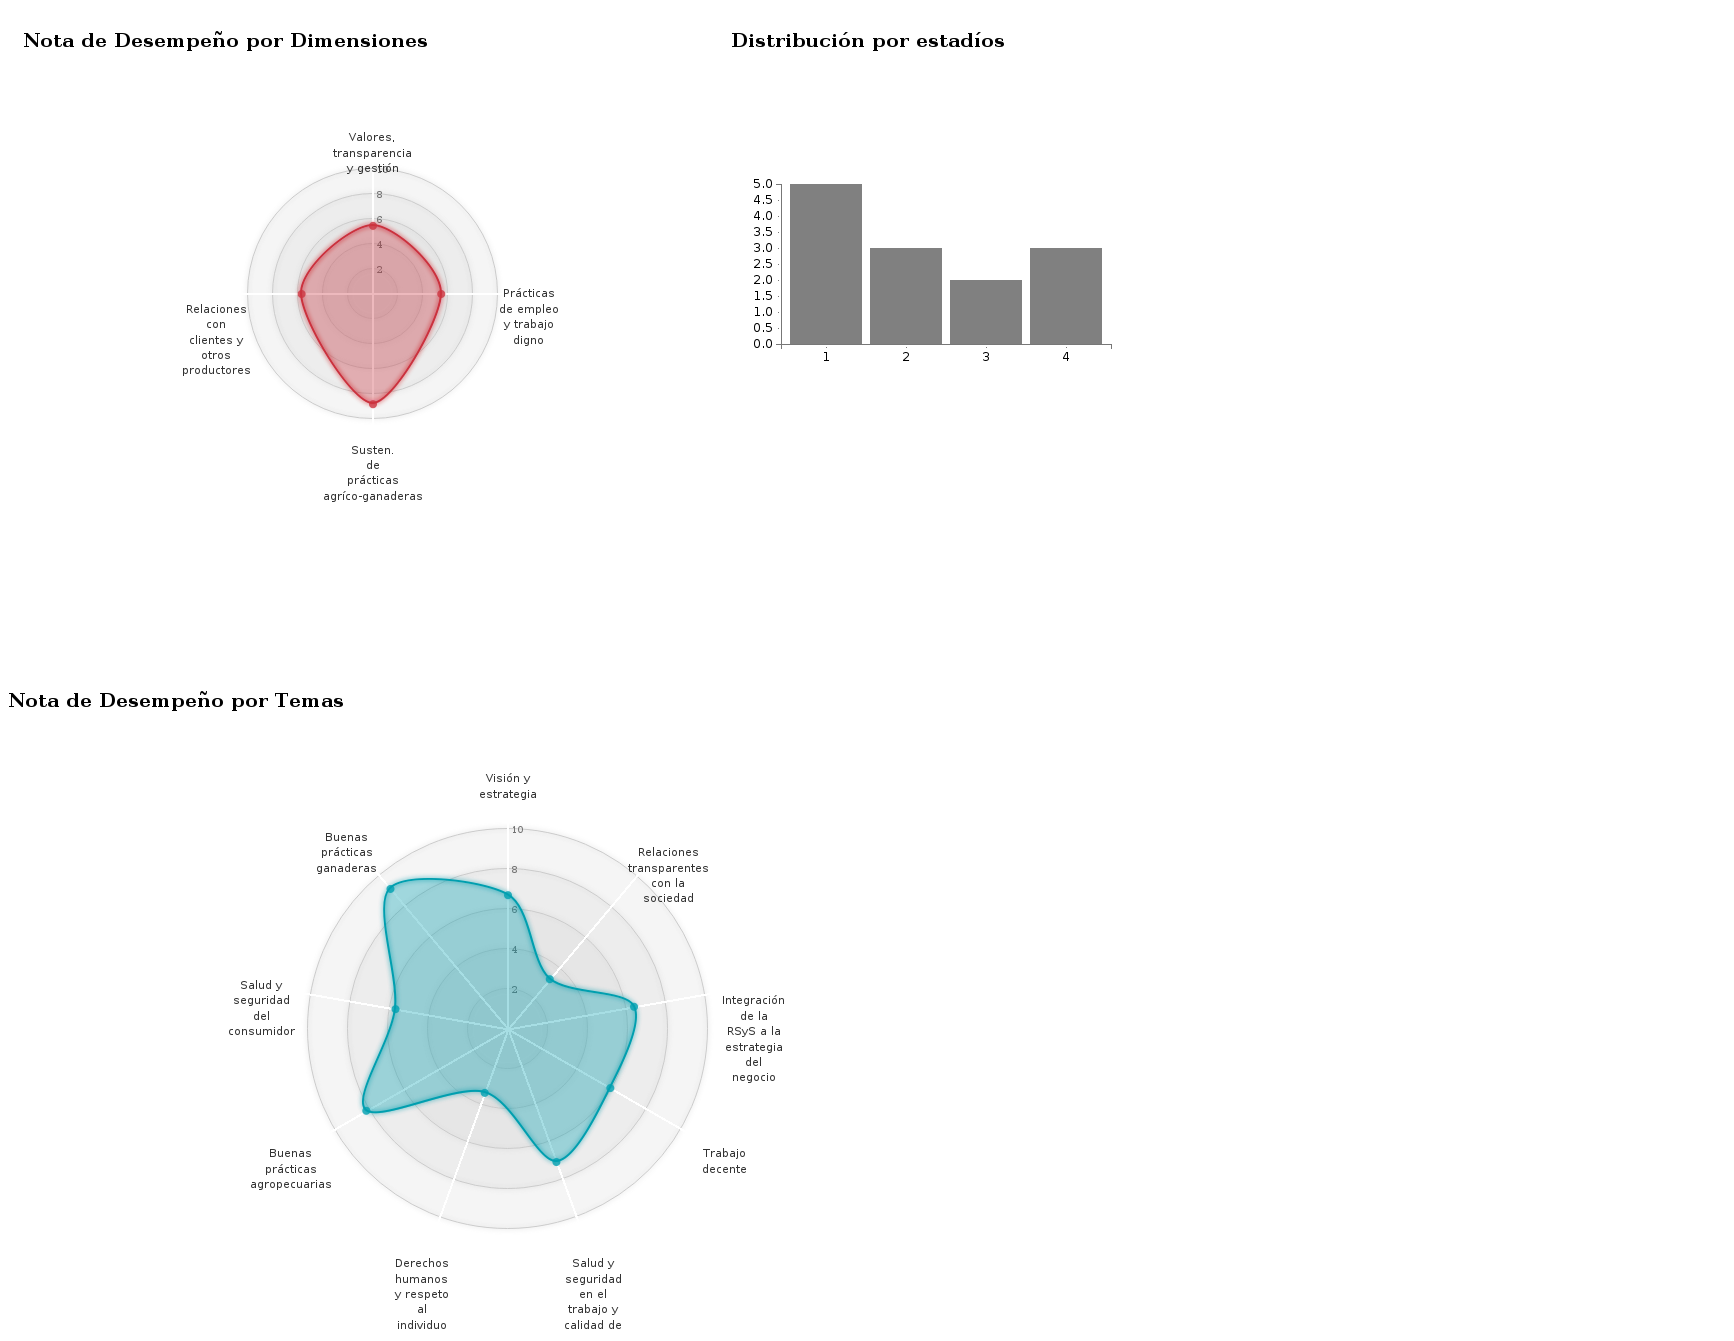 Nota de Desempeño por Dimensiones
Valores,
transparencia
y gestión
10
8
6
4
2
Prácticas
de empleo
y trabajo
digno
Relaciones
con
clientes y
otros
productores
Susten.
de
prácticas
agríco-ganaderas
Distribución por estadíos
5.0
4.5
4.0
3.5
3.0
2.5
2.0
1.5
1.0
0.5
0.0
1 2 3 4
Nota de Desempeño por Temas
Visión y
estrategia
10
8
6
4
2
Relaciones
transparentes
con la
sociedad
Integración
de la
RSyS a la
estrategia
del
negocio
Trabajo
decente
Salud y
seguridad
en el
trabajo y
calidad de
Derechos
humanos
y respeto
al
individuo
Buenas
prácticas
agropecuarias
Salud y
seguridad
del
consumidor
Buenas
prácticas
ganaderas